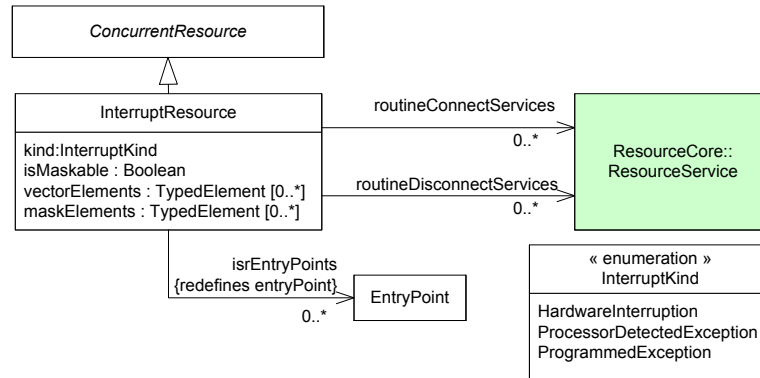 ConcurrentResource
InterruptResource
kind:InterruptKind
isMaskable : Boolean
vectorElements : TypedElement [0..*]
maskElements : TypedElement [0..*]
routineConnectServices
0..*
routineDisconnectServices
0..*
ResourceCore::
ResourceService
isrEntryPoints
{redefines entryPoint}
0..*
EntryPoint
« enumeration »
InterruptKind
HardwareInterruption
ProcessorDetectedException
ProgrammedException